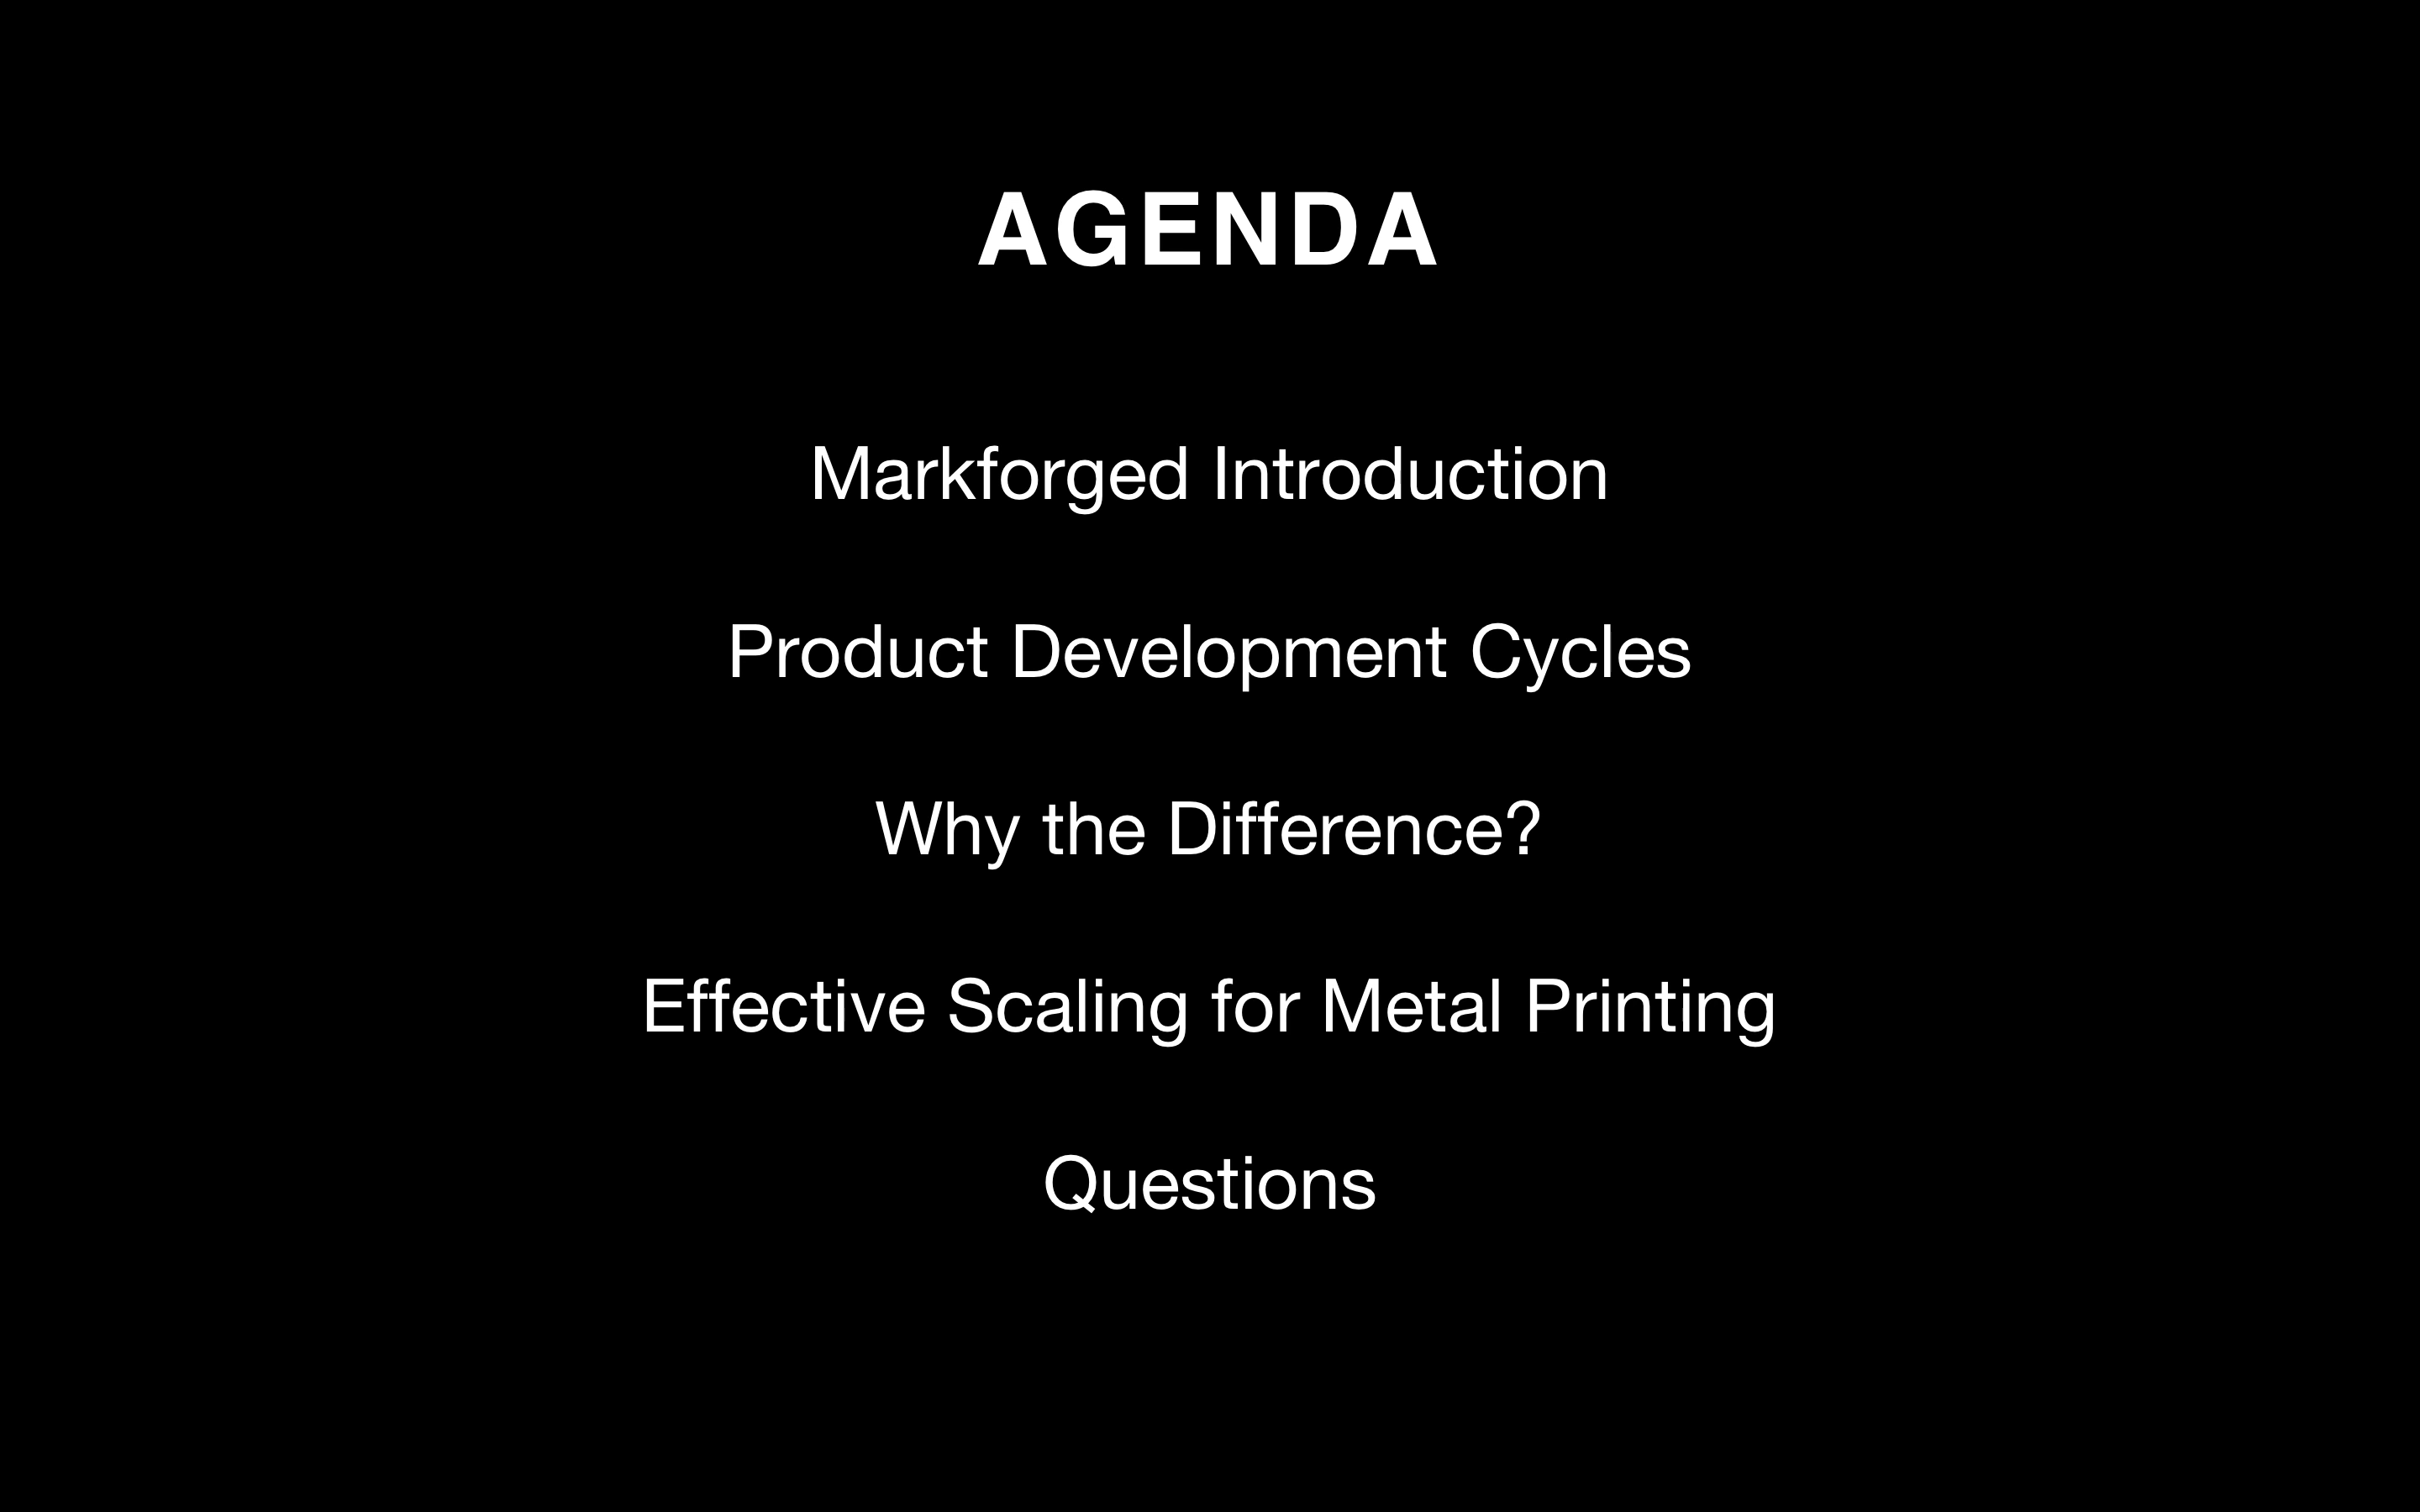 AGENDA
Markforged Introduction
Product Development Cycles
Why the Difference?
Effective Scaling for Metal Printing
Questions